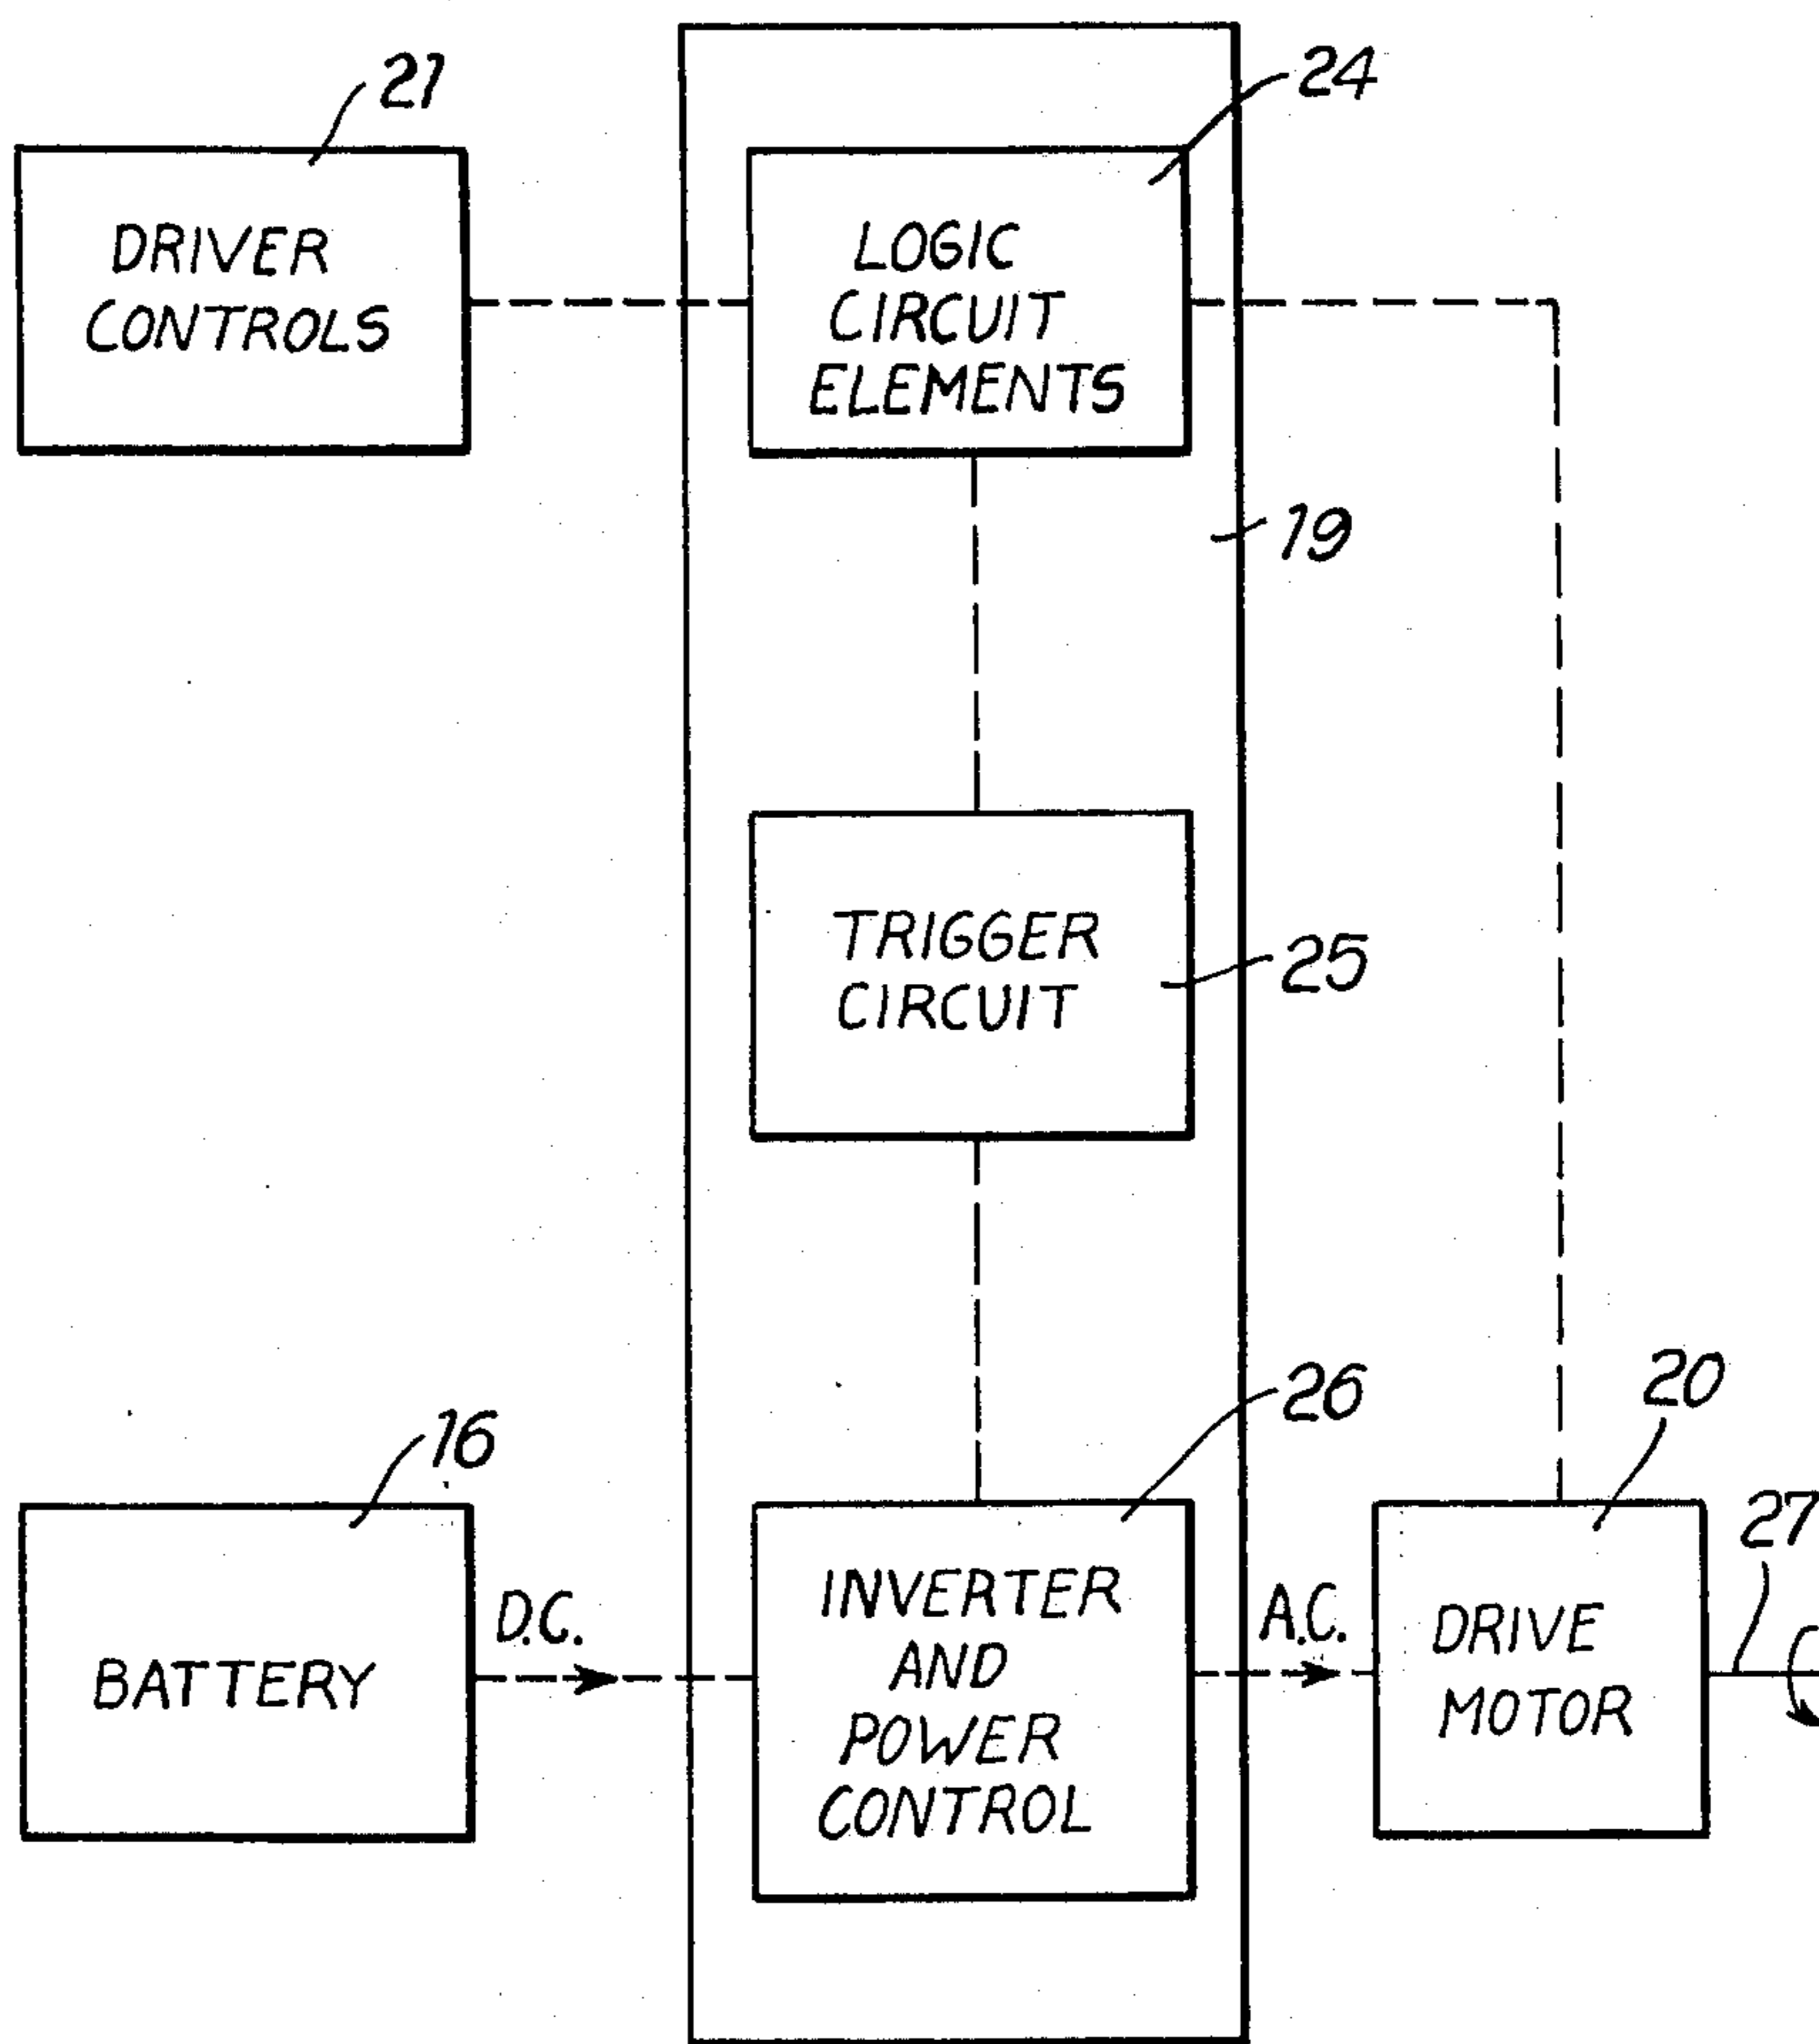 21
DRIVER
CONTROLS
24
LOGIC
CIRCUIT
ELEMENTS
19
TRIGGER
CIRCUIT
25
16
BATTERY
D.C.
26
INVERTER
AND
POWER
CONTROL
A.C.
20
DRIVE
MOTOR
27